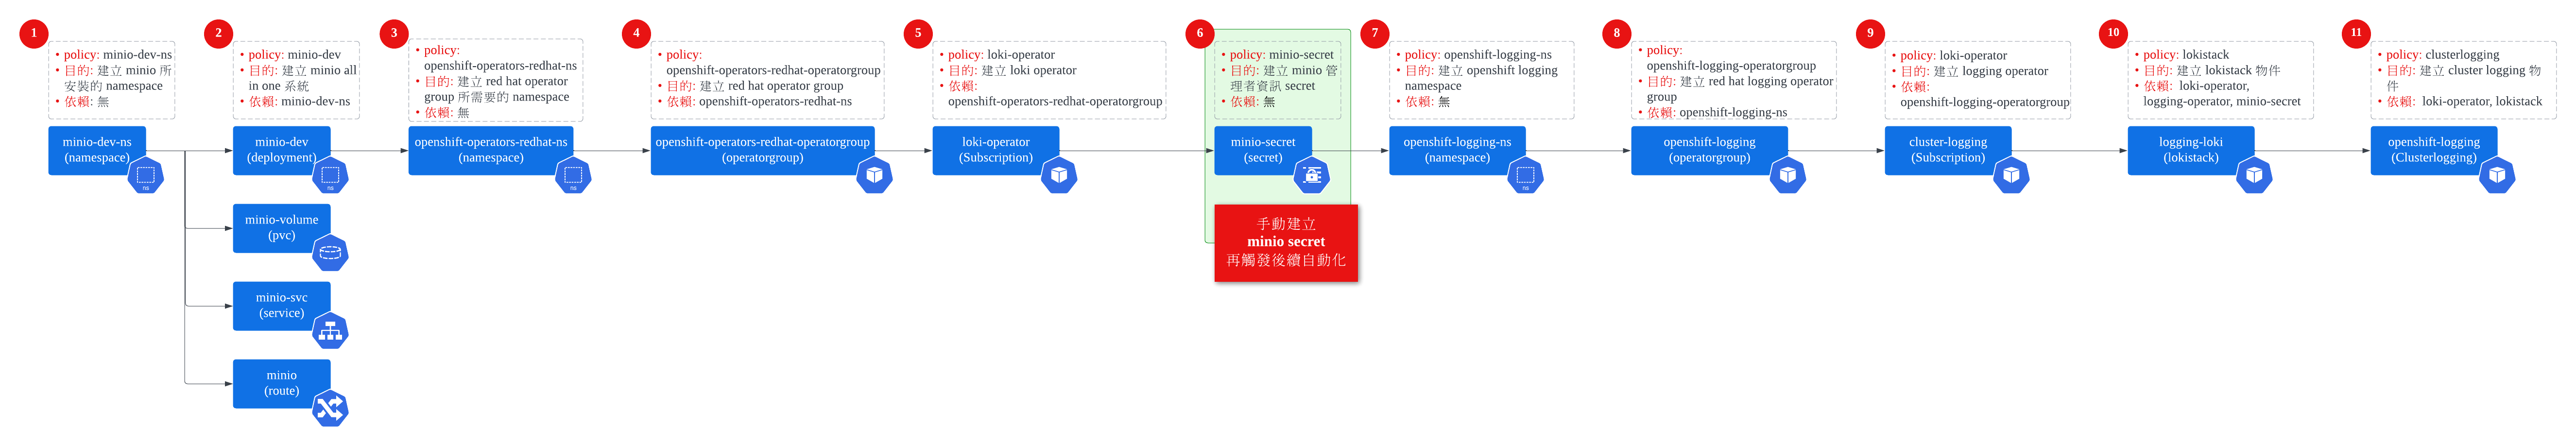 1
• policy: minio-dev-ns
• 目的: 建立 minio 所
安裝的 namespace
• 依賴: 無
minio-dev-ns
(namespace)
ns
2
• policy: minio-dev
• 目的: 建立 minio all
in one 系統
• 依賴: minio-dev-ns
minio-dev
(deployment)
ns
minio-volume
(pvc)
minio-svc
(service)
minio
(route)
3
• policy:
openshift-operators-redhat-ns
• 目的: 建立 red hat operator
group 所需要的 namespace
• 依賴: 無
openshift-operators-redhat-ns
(namespace)
ns
4
• policy:
openshift-operators-redhat-operatorgroup
• 目的: 建立 red hat operator group
• 依賴: openshift-operators-redhat-ns
openshift-operators-redhat-operatorgroup
(operatorgroup)
5
• policy: loki-operator
• 目的: 建立 loki operator
• 依賴:
openshift-operators-redhat-operatorgroup
loki-operator
(Subscription)
6
• policy: minio-secret
• 目的: 建立 minio 管
理者資訊 secret
• 依賴: 無
minio-secret
(secret)
手動建立
minio secret
再觸發後續自動化
7
• policy: openshift-logging-ns
• 目的: 建立 openshift logging
namespace
• 依賴: 無
openshift-logging-ns
(namespace)
ns
8
• policy:
openshift-logging-operatorgroup
• 目的: 建立 red hat logging operator
group
• 依賴: openshift-logging-ns
openshift-logging
(operatorgroup)
9
• policy: loki-operator
• 目的: 建立 logging operator
• 依賴:
openshift-logging-operatorgroup
cluster-logging
(Subscription)
10
• policy: lokistack
• 目的: 建立 lokistack 物件
• 依賴: loki-operator,
logging-operator, minio-secret
logging-loki
(lokistack)
11
• policy: clusterlogging
• 目的: 建立 cluster logging 物
件
• 依賴: loki-operator, lokistack
openshift-logging
(Clusterlogging)